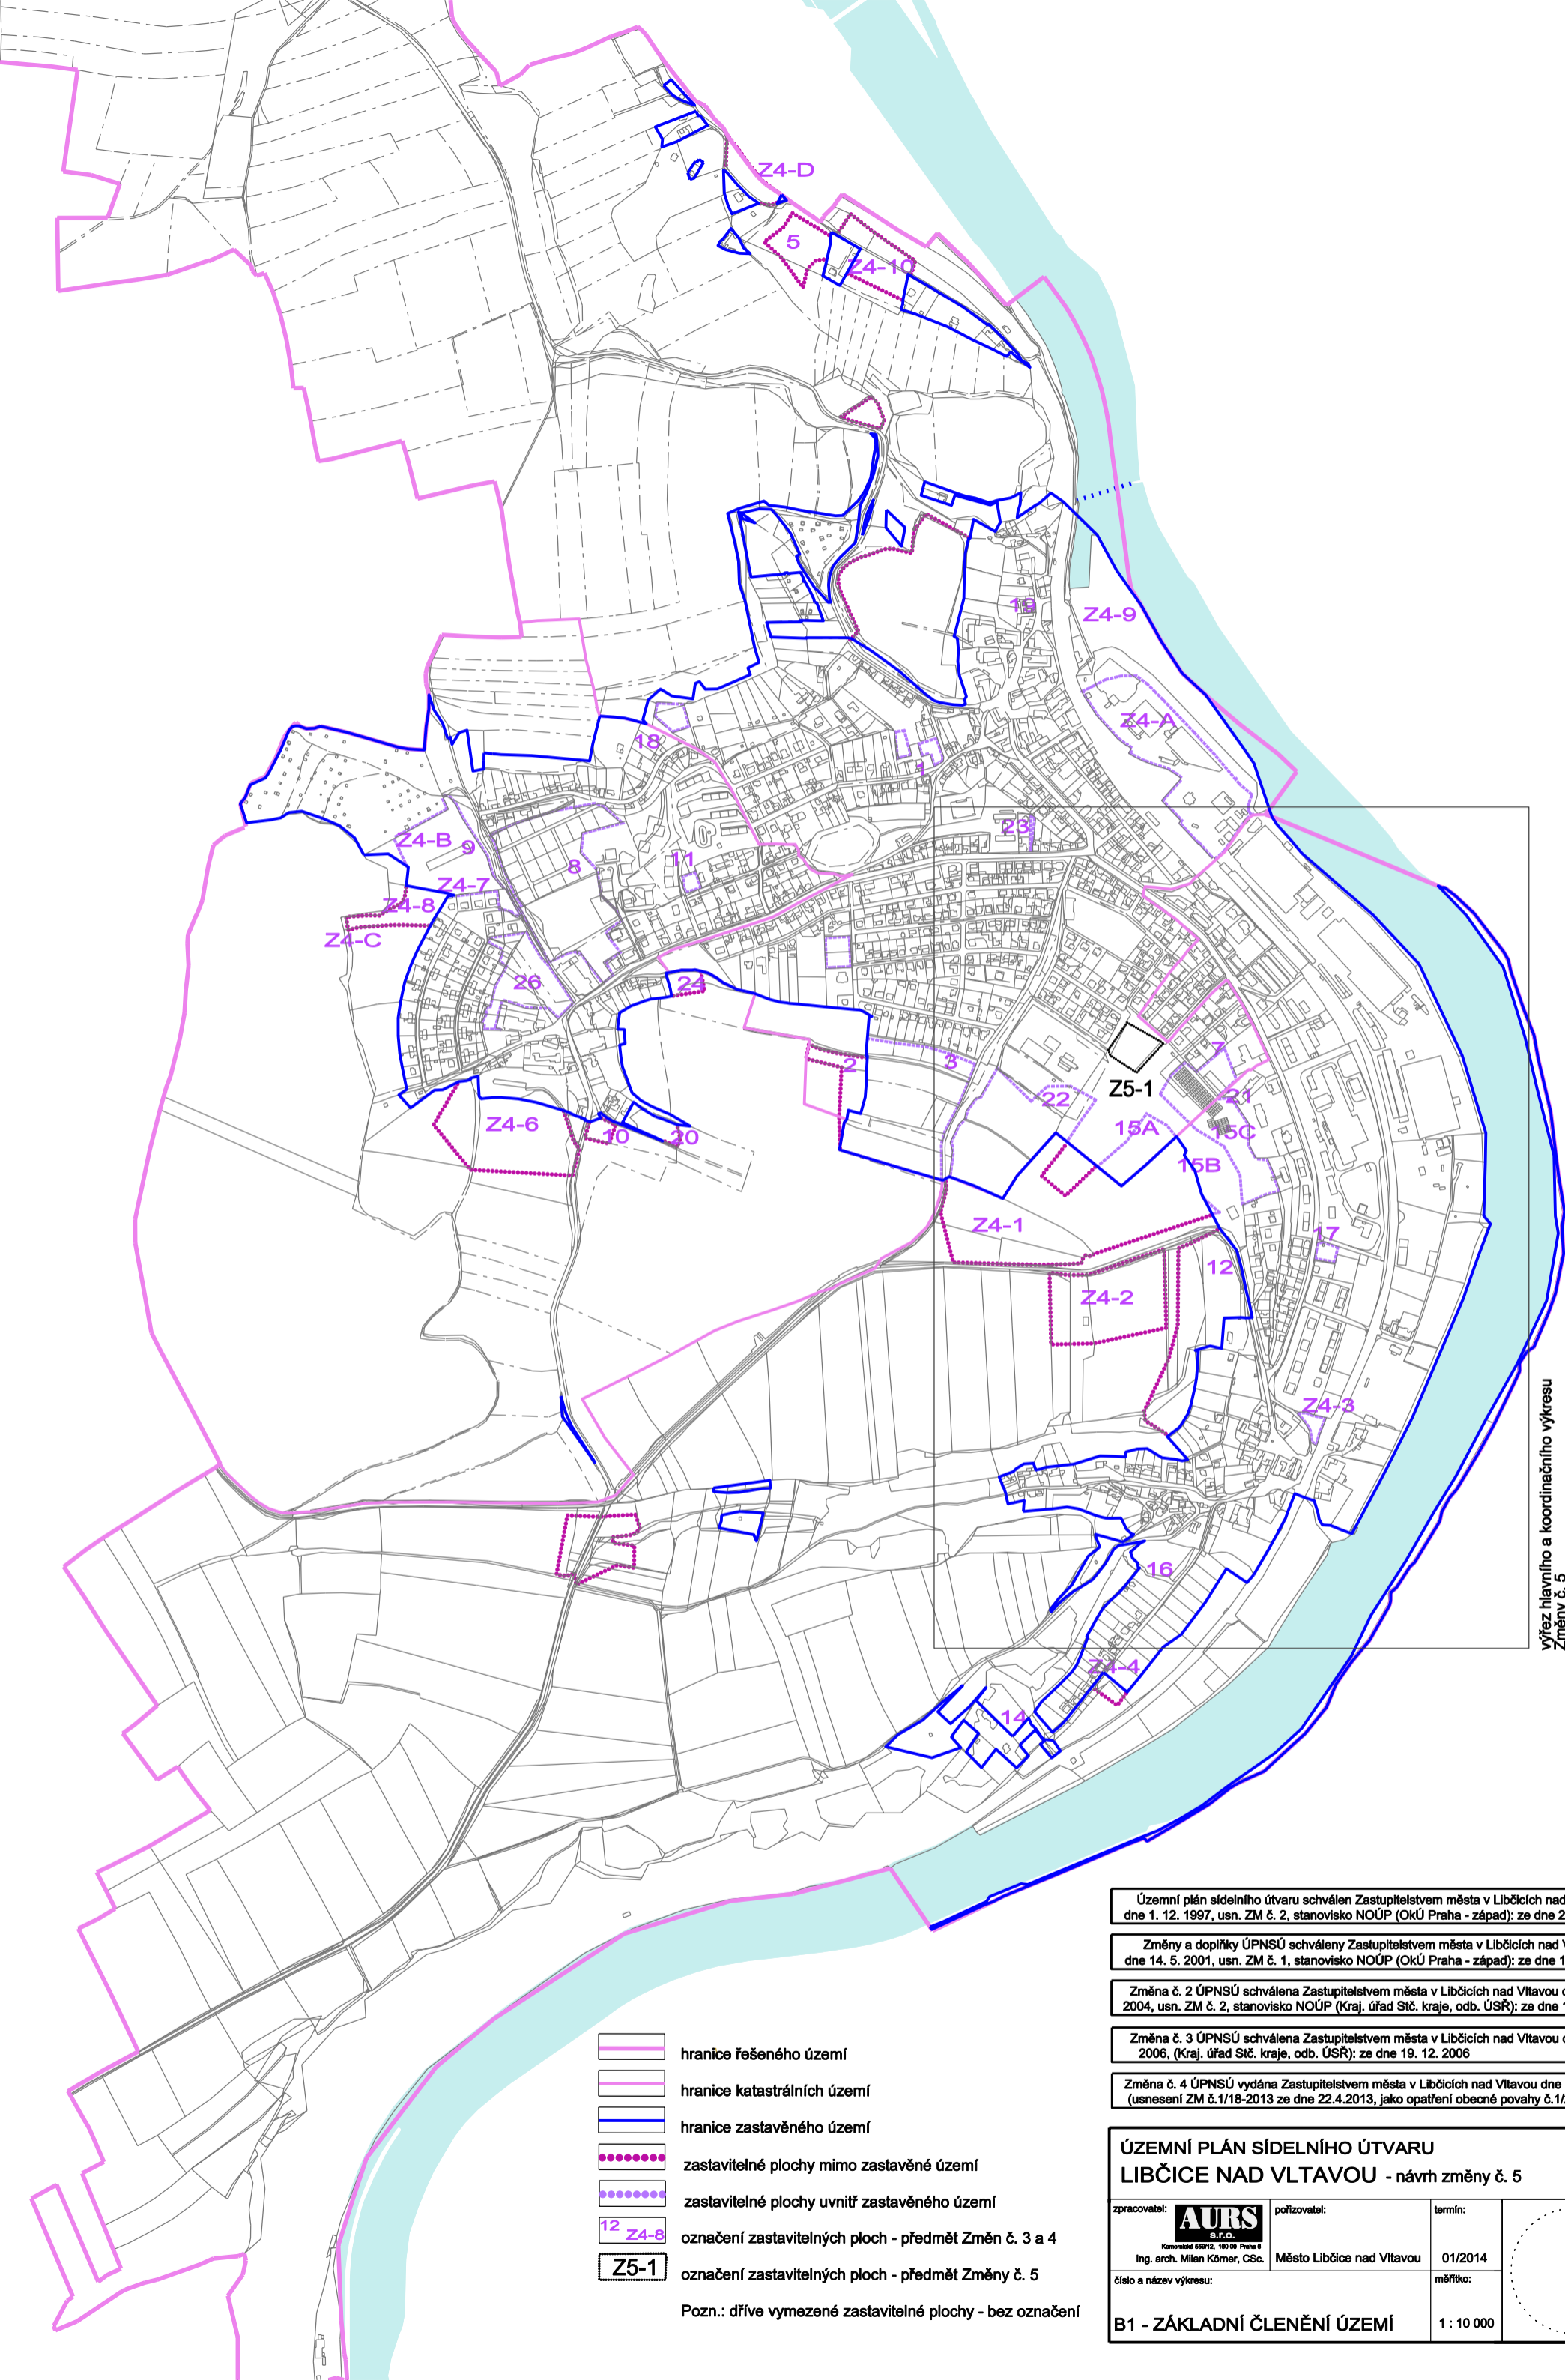 Z4-D
5
Z4-10
19
Z4-9
Z4-A
18
1
23
Z4-B
9
8
11
Z4-7
Z4-8
Z4-C
26
24
2
3
7
Z5-1
21
22
15A
15C
15B
Z4-6
10
20
Z4-1
17
12
Z4-2
Z4-3
16
Z4-4
14
výřez hlavního a koordinačního výkresu
Změny č. 5
Územní plán sídelního útvaru schválen Zastupitelstvem města v Libčicích nad
dne 1. 12. 1997, usn. ZM č. 2, stanovisko NOÚP (OkÚ Praha - západ): ze dne 2
Změny a doplňky ÚPNSÚ schváleny Zastupitelstvem města v Libčicích nad V
dne 14. 5. 2001, usn. ZM č. 1, stanovisko NOÚP (OkÚ Praha - západ): ze dne 1
Změna č. 2 ÚPNSÚ schválena Zastupitelstvem města v Libčicích nad Vltavou
2004, usn. ZM č. 2, stanovisko NOÚP (Kraj. úřad Stč. kraje, odb. ÚSŘ): ze dne
Změna č. 3 ÚPNSÚ schválena Zastupitelstvem města v Libčicích nad Vltavou
2006, (Kraj. úřad Stč. kraje, odb. ÚSŘ): ze dne 19. 12. 2006
Změna č. 4 ÚPNSÚ vydána Zastupitelstvem města v Libčicích nad Vltavou dne
(usnesení ZM č.1/18-2013 ze dne 22.4.2013, jako opatření obecné povahy č.1/
hranice řešeného území
hranice katastrálních území
hranice zastavěného území
zastavitelné plochy mimo zastavěné území
zastavitelné plochy uvnitř zastavěného území
12 Z4-8 označení zastavitelných ploch - předmět Změn č. 3 a 4
Z5-1 označení zastavitelných ploch - předmět Změny č. 5
Pozn.: dříve vymezené zastavitelné plochy - bez označení
ÚZEMNÍ PLÁN SÍDELNÍHO ÚTVARU
LIBČICE NAD VLTAVOU - návrh změny č. 5
zpracovatel:
AURS
s.r.o.
Komornická 559/12, 160 00 Praha 6
Ing. arch. Milan Körner, CSc.
pořizovatel:
Město Libčice nad Vltavou
termín:
01/2014
číslo a název výkresu:
B1 - ZÁKLADNÍ ČLENĚNÍ ÚZEMÍ
měřítko:
1 : 10 000